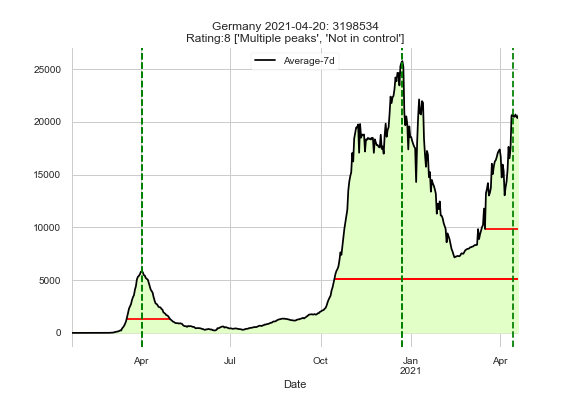 Germany 2021-04-20: 3198534
Rating:8 ['Multiple peaks', 'Not in control']
Average-7d
25000
20000
15000
10000
5000
0
Apr
Jul
Oct
Jan
2021
Apr
Date